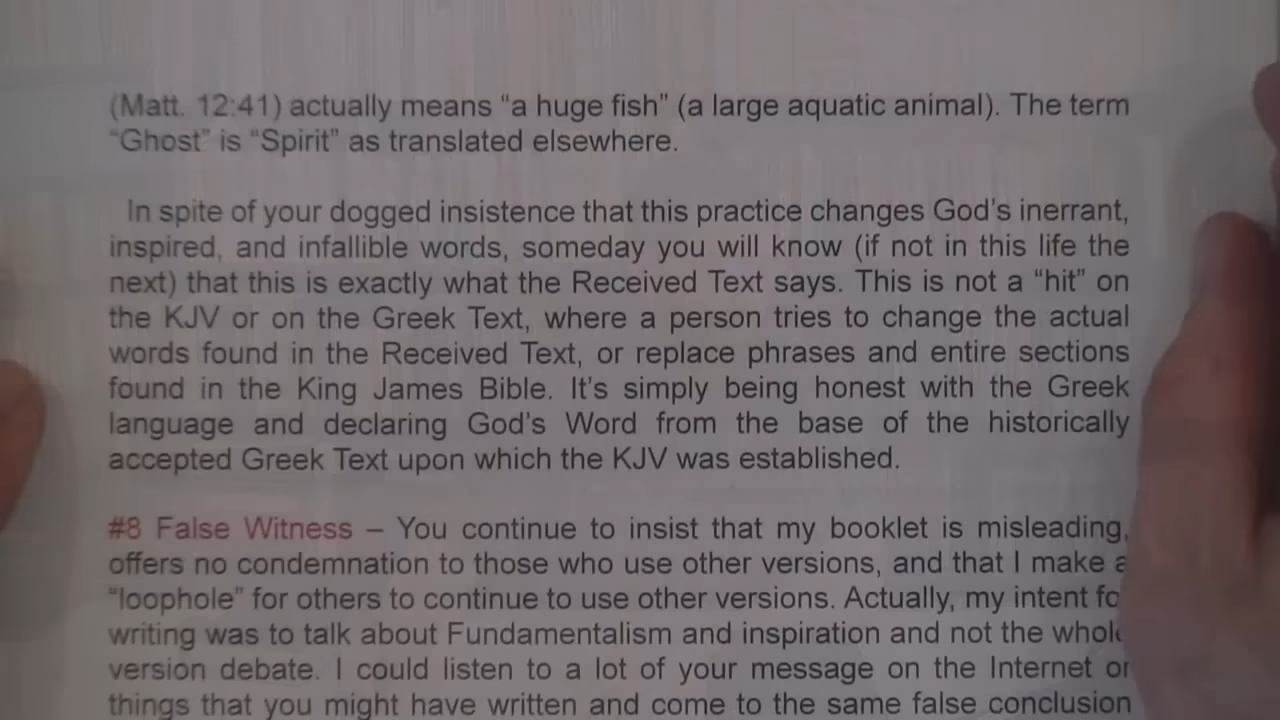 (Matt. 12:41) actually means “a huge fish” (a large aquatic animal). The term
“Ghost” is “Spirit” as translated elsewhere.
In spite of your dogged insistence that this practice changes God’s inerrant,
inspired, and infallible words, someday you will know (if not in this life the
next) that this is exactly what the Received Text says. This is not a “hit” on
the KJV or on the Greek Text, where a person tries to change the actual
words found in the Received Text, or replace phrases and entire sections
found in the King James Bible. It’s simply being honest with the Greek
language and declaring God’s Word from the base of the historically
accepted Greek Text upon which the KJV was established.
#8 False Witness – You continue to insist that my booklet is misleading,
offers no condemnation to those who use other versions, and that I make a
“loophole” for others to continue to use other versions. Actually, my intent fo
writing was to talk about Fundamentalism and inspiration and not the whole
version debate. I could listen to a lot of your message on the Internet or
things that you might have written and come to the same false conclusion